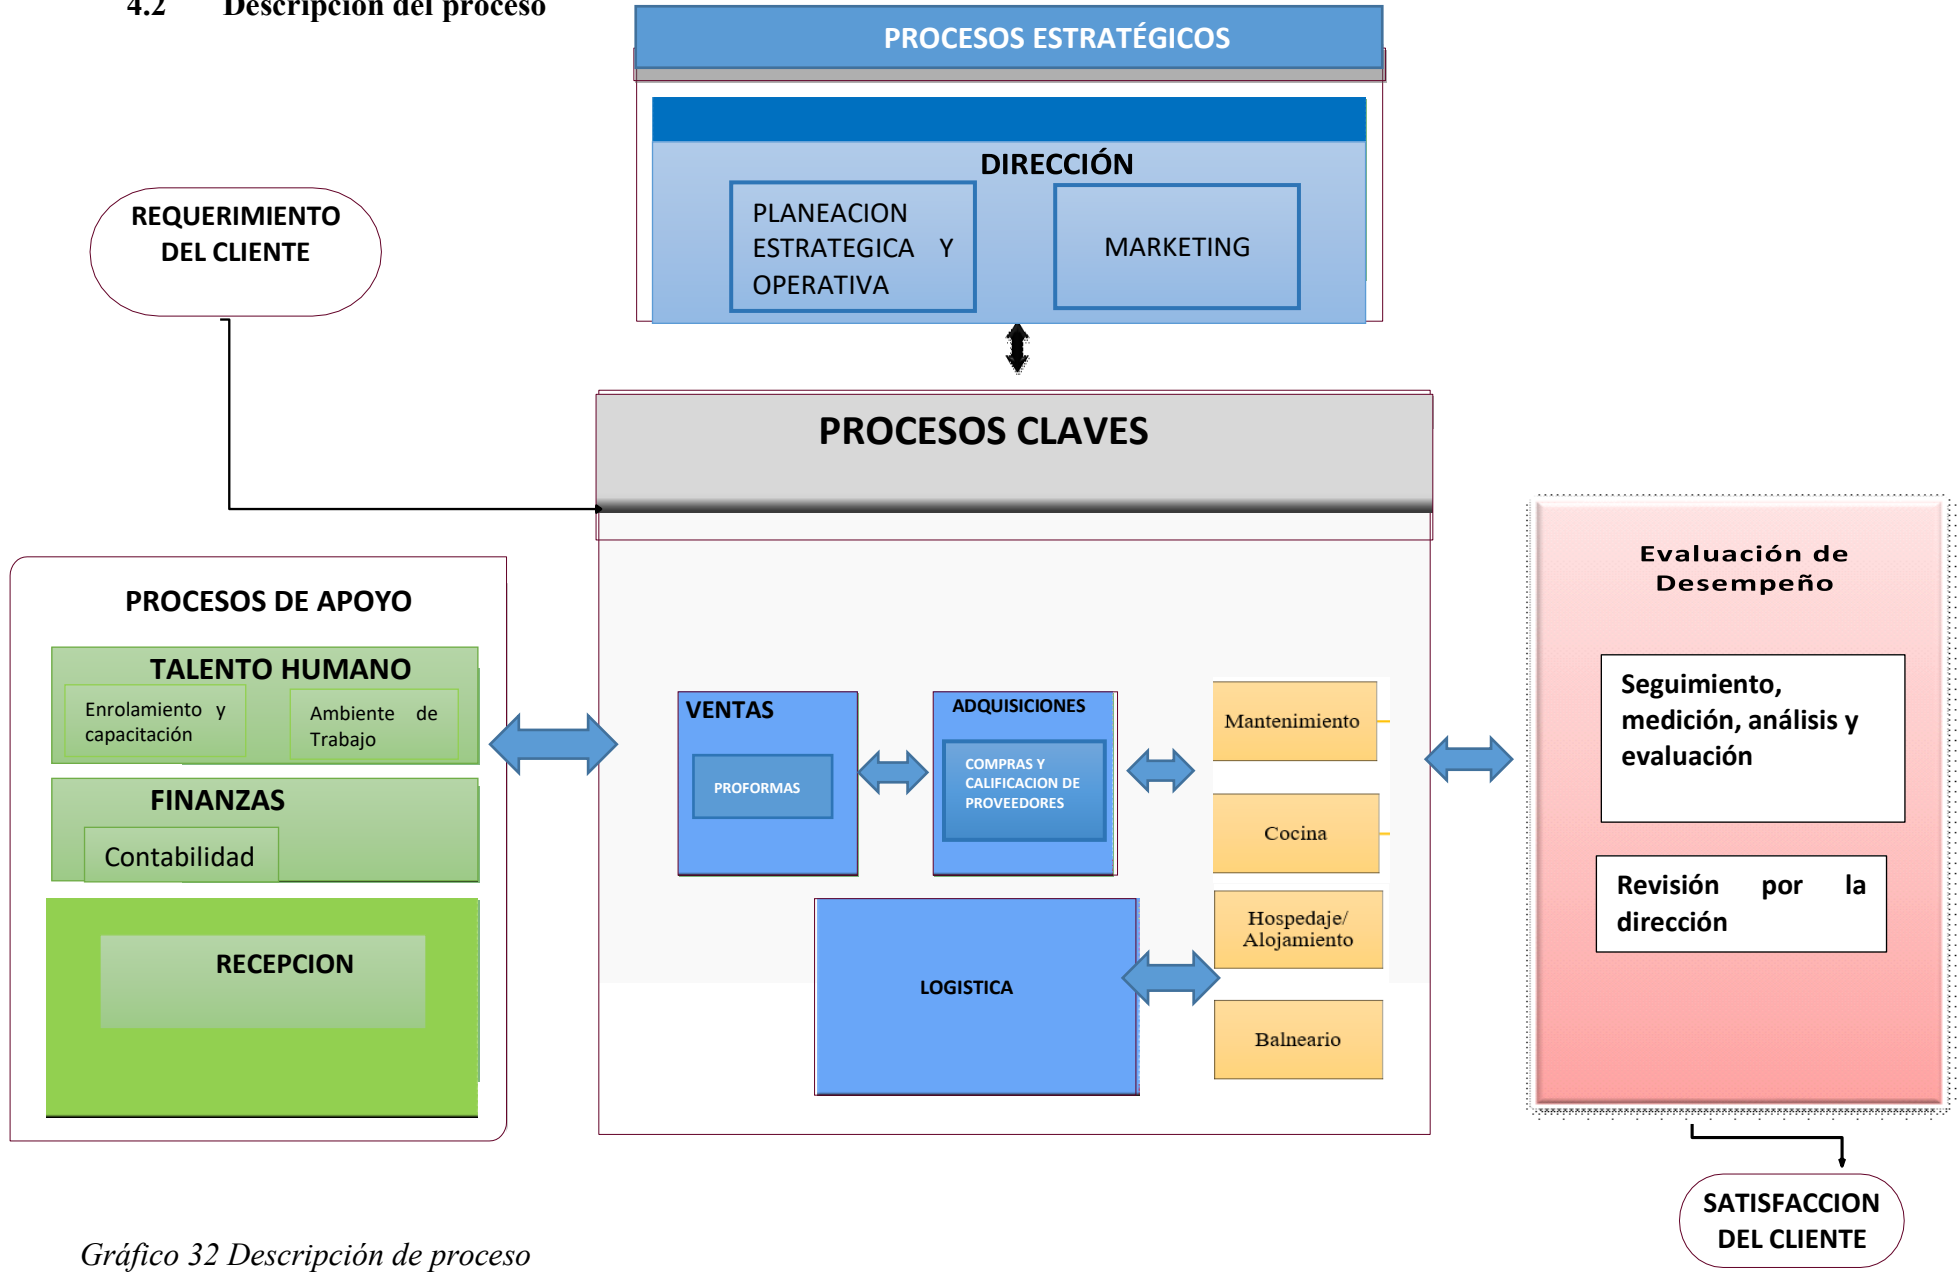 4.2 Descripción del proceso
PROCESOS ESTRATÉGICOS
DIRECCIÓN
PLANEACION
ESTRATEGICA Y
OPERATIVA
MARKETING
REQUERIMIENTO
DEL CLIENTE
PROCESOS CLAVES
PROCESOS DE APOYO
TALENTO HUMANO
Enrolamiento y
capacitación
Ambiente de
Trabajo
FINANZAS
Contabilidad
RECEPCION
VENTAS
PROFORMAS
ADQUISICIONES
COMPRAS Y
CALIFICACION DE
PROVEEDORES
LOGISTICA
Mantenimiento
Cocina
Hospedaje/
Alojamiento
Balneario
Evaluación de
Desempeño
Seguimiento,
medición, análisis y
evaluación
Revisión por la
dirección
SATISFACCION
DEL CLIENTE
Gráfico 32 Descripción de proceso